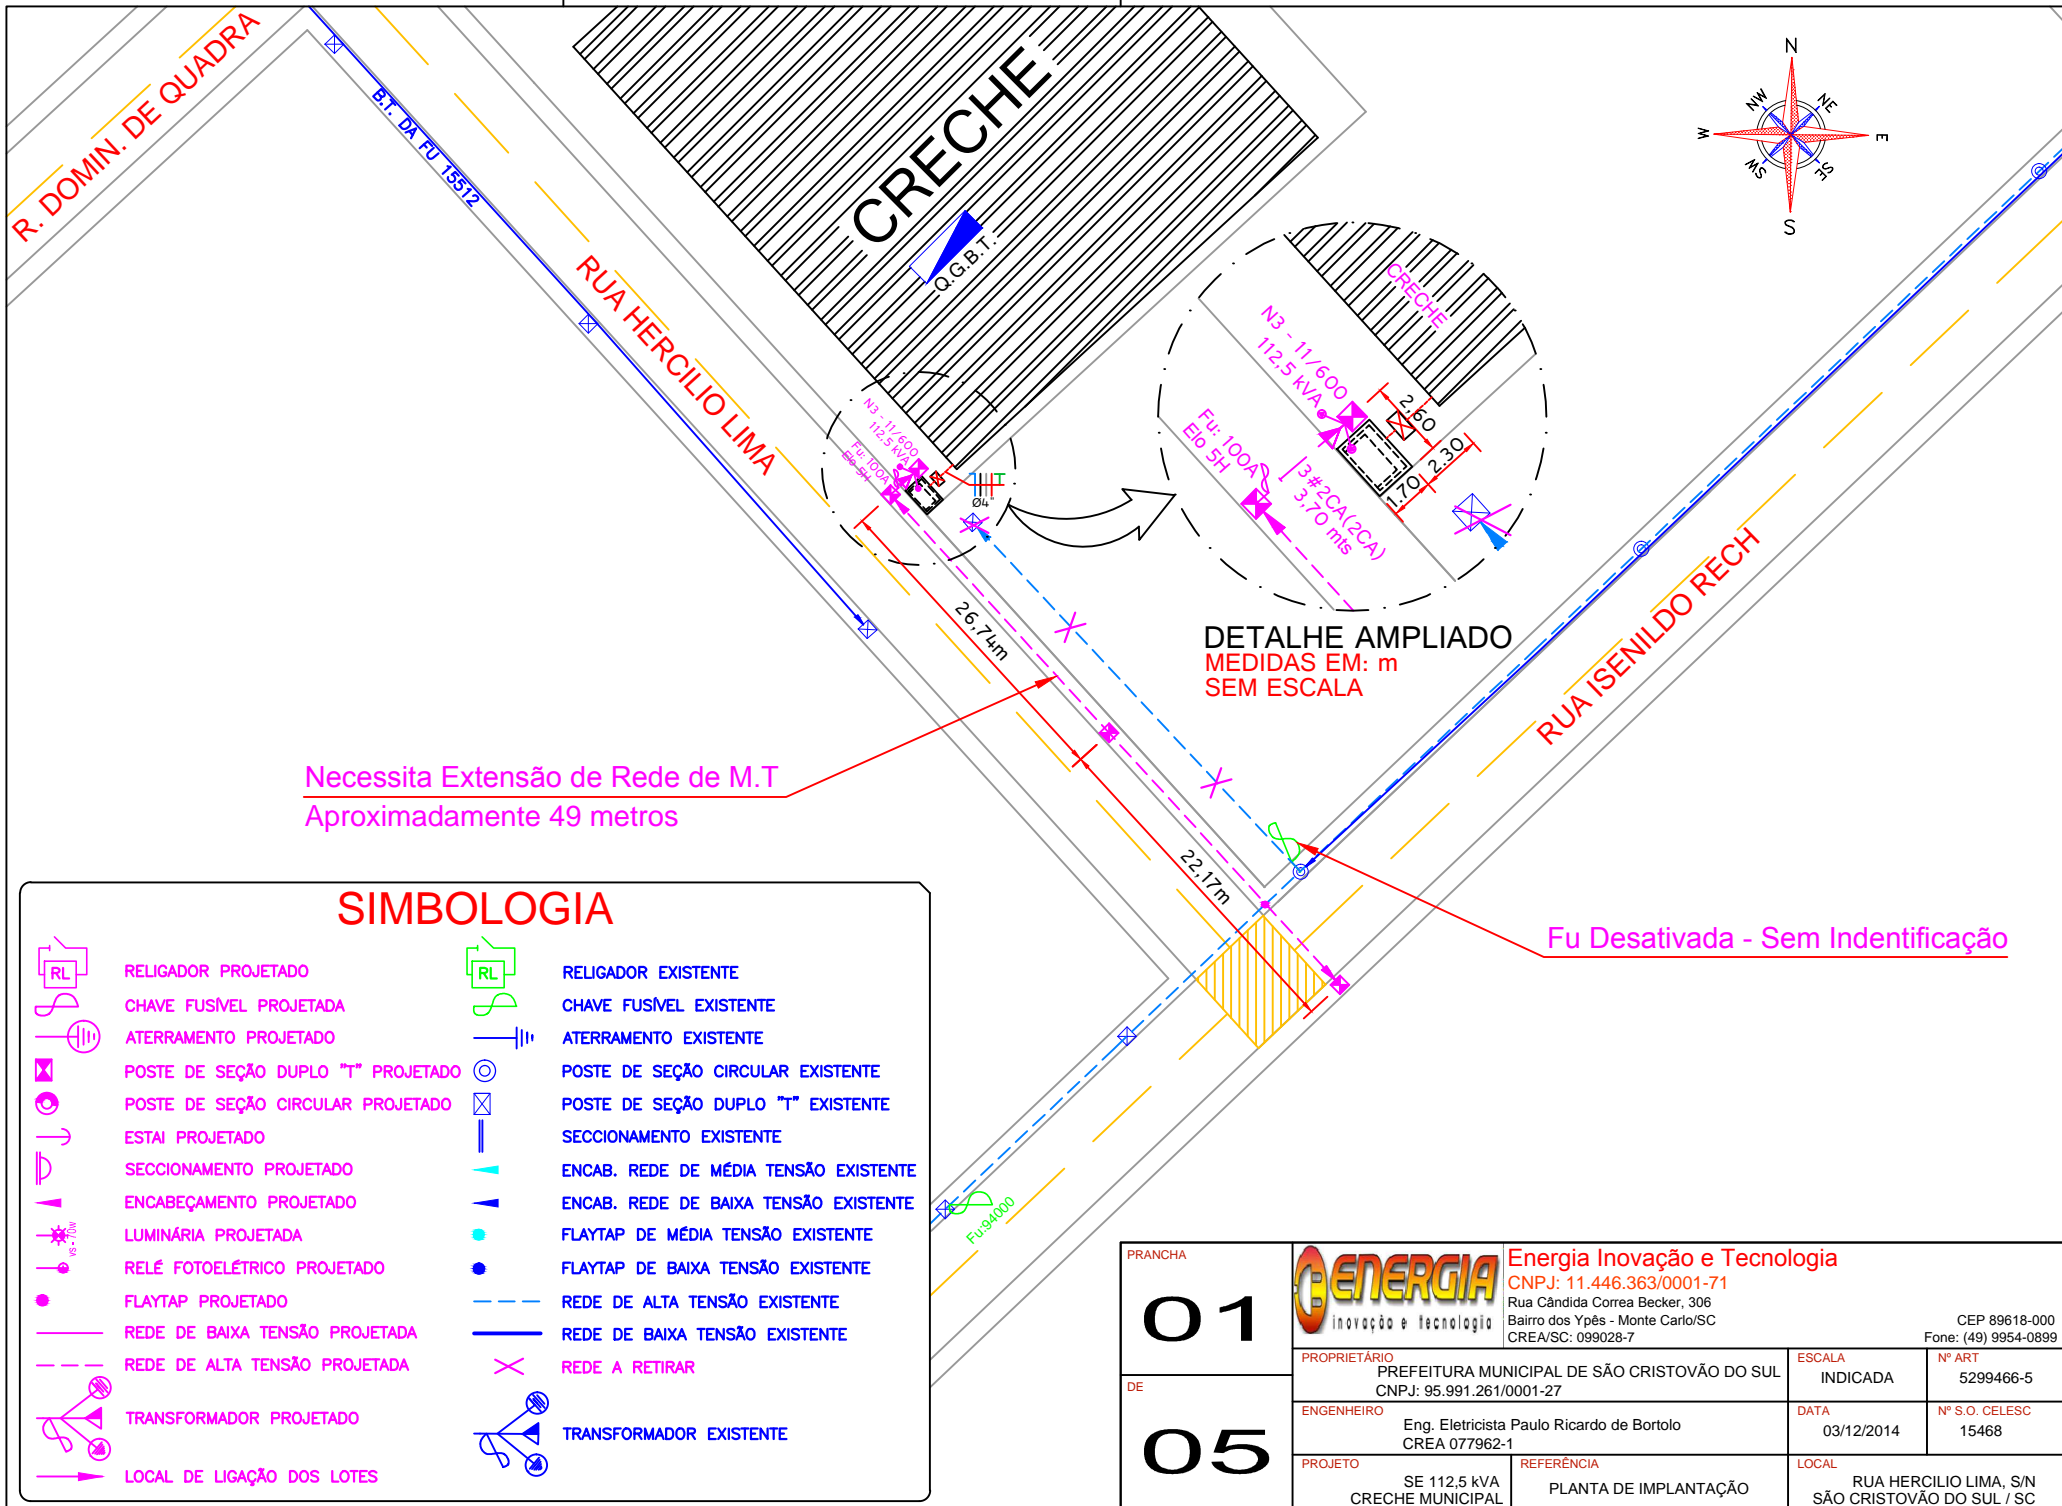 R. DOMIN. DE QUADRA
B.T. DA FU 15512
RUA HERCILIO LIMA
CRECHE
Q.G.B.T.
N
NE
E
SE
S
SW
W
NW
N3 - 11/600
112,5 kVA
Fu: 100A
Elo 5H
Ø4"
CRECHE
N3 - 11/600
112,5 kVA
Fu: 100A
Elo 5H
3#2CA(2CA)
3,70 mts
2,60
2.30
1.70
DETALHE AMPLIADO
MEDIDAS EM: m
SEM ESCALA
RUA ISENILDO RECH
26,74m
22,17m
Necessita Extensão de Rede de M.T
Aproximadamente 49 metros
Fu Desativada - Sem Indentificação
Fu:94000
SIMBOLOGIA
RL
RELIGADOR PROJETADO
CHAVE FUSÍVEL PROJETADA
ATERRAMENTO PROJETADO
POSTE DE SEÇÃO DUPLO "T" PROJETADO
POSTE DE SEÇÃO CIRCULAR PROJETADO
ESTAI PROJETADO
SECCIONAMENTO PROJETADO
ENCABEÇAMENTO PROJETADO
vs - 70w
LUMINÁRIA PROJETADA
RELÉ FOTOELÉTRICO PROJETADO
FLAYTAP PROJETADO
REDE DE BAIXA TENSÃO PROJETADA
REDE DE ALTA TENSÃO PROJETADA
TRANSFORMADOR PROJETADO
LOCAL DE LIGAÇÃO DOS LOTES
RL
RELIGADOR EXISTENTE
CHAVE FUSÍVEL EXISTENTE
ATERRAMENTO EXISTENTE
POSTE DE SEÇÃO CIRCULAR EXISTENTE
POSTE DE SEÇÃO DUPLO "T" EXISTENTE
SECCIONAMENTO EXISTENTE
ENCAB. REDE DE MÉDIA TENSÃO EXISTENTE
ENCAB. REDE DE BAIXA TENSÃO EXISTENTE
FLAYTAP DE MÉDIA TENSÃO EXISTENTE
FLAYTAP DE BAIXA TENSÃO EXISTENTE
REDE DE ALTA TENSÃO EXISTENTE
REDE DE BAIXA TENSÃO EXISTENTE
REDE A RETIRAR
TRANSFORMADOR EXISTENTE
PRANCHA
01
DE
05
ENERGIA
inovação e tecnologia
Energia Inovação e Tecnologia
CNPJ: 11.446.363/0001-71
Rua Cândida Correa Becker, 306
Bairro dos Ypês - Monte Carlo/SC
CREA/SC: 099028-7
CEP 89618-000
Fone: (49) 9954-0899
PROPRIETÁRIO
PREFEITURA MUNICIPAL DE SÃO CRISTOVÃO DO SUL
CNPJ: 95.991.261/0001-27
ESCALA
INDICADA
Nº ART
5299466-5
ENGENHEIRO
Eng. Eletricista Paulo Ricardo de Bortolo
CREA 077962-1
DATA
03/12/2014
Nº S.O. CELESC
15468
PROJETO
SE 112,5 kVA
CRECHE MUNICIPAL
REFERÊNCIA
PLANTA DE IMPLANTAÇÃO
LOCAL
RUA HERCILIO LIMA, S/N
SÃO CRISTOVÃO DO SUL / SC